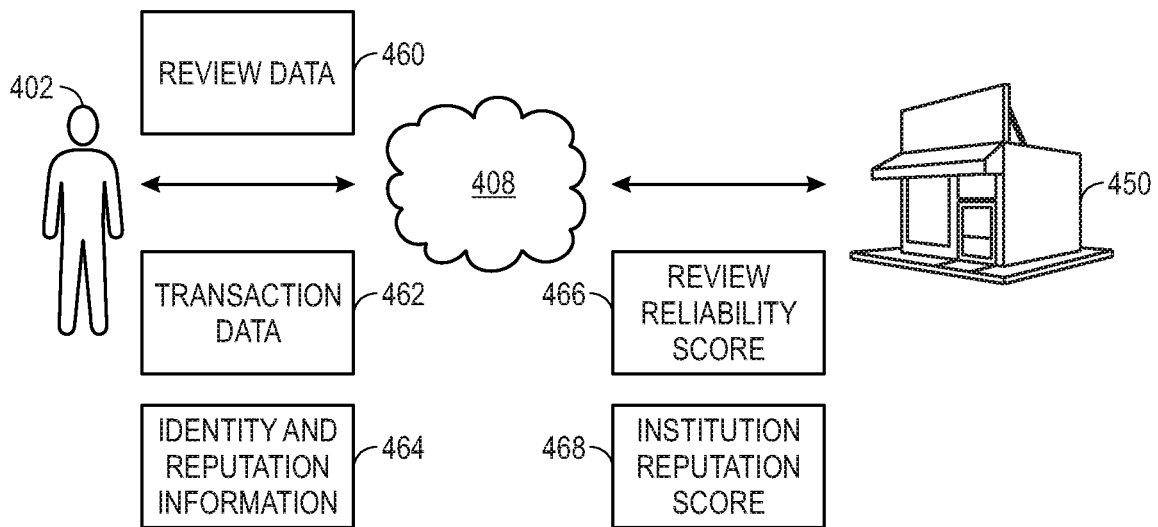 REVIEW DATA
460
402
408
450
TRANSACTION
DATA
462
466
REVIEW
RELIABILITY
SCORE
IDENTITY AND
REPUTATION
INFORMATION
464
468
INSTITUTION
REPUTATION
SCORE